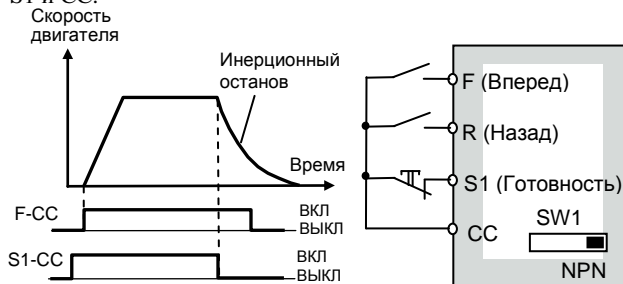 S1 и CC.
Скорость
двигателя
Инерционный
останов
Время
F-CC
ВКЛ
ВЫКЛ
S1-CC
ВКЛ
ВЫКЛ
F (Вперед)
R (Назад)
S1 (Готовность)
CC
SW1
NPN